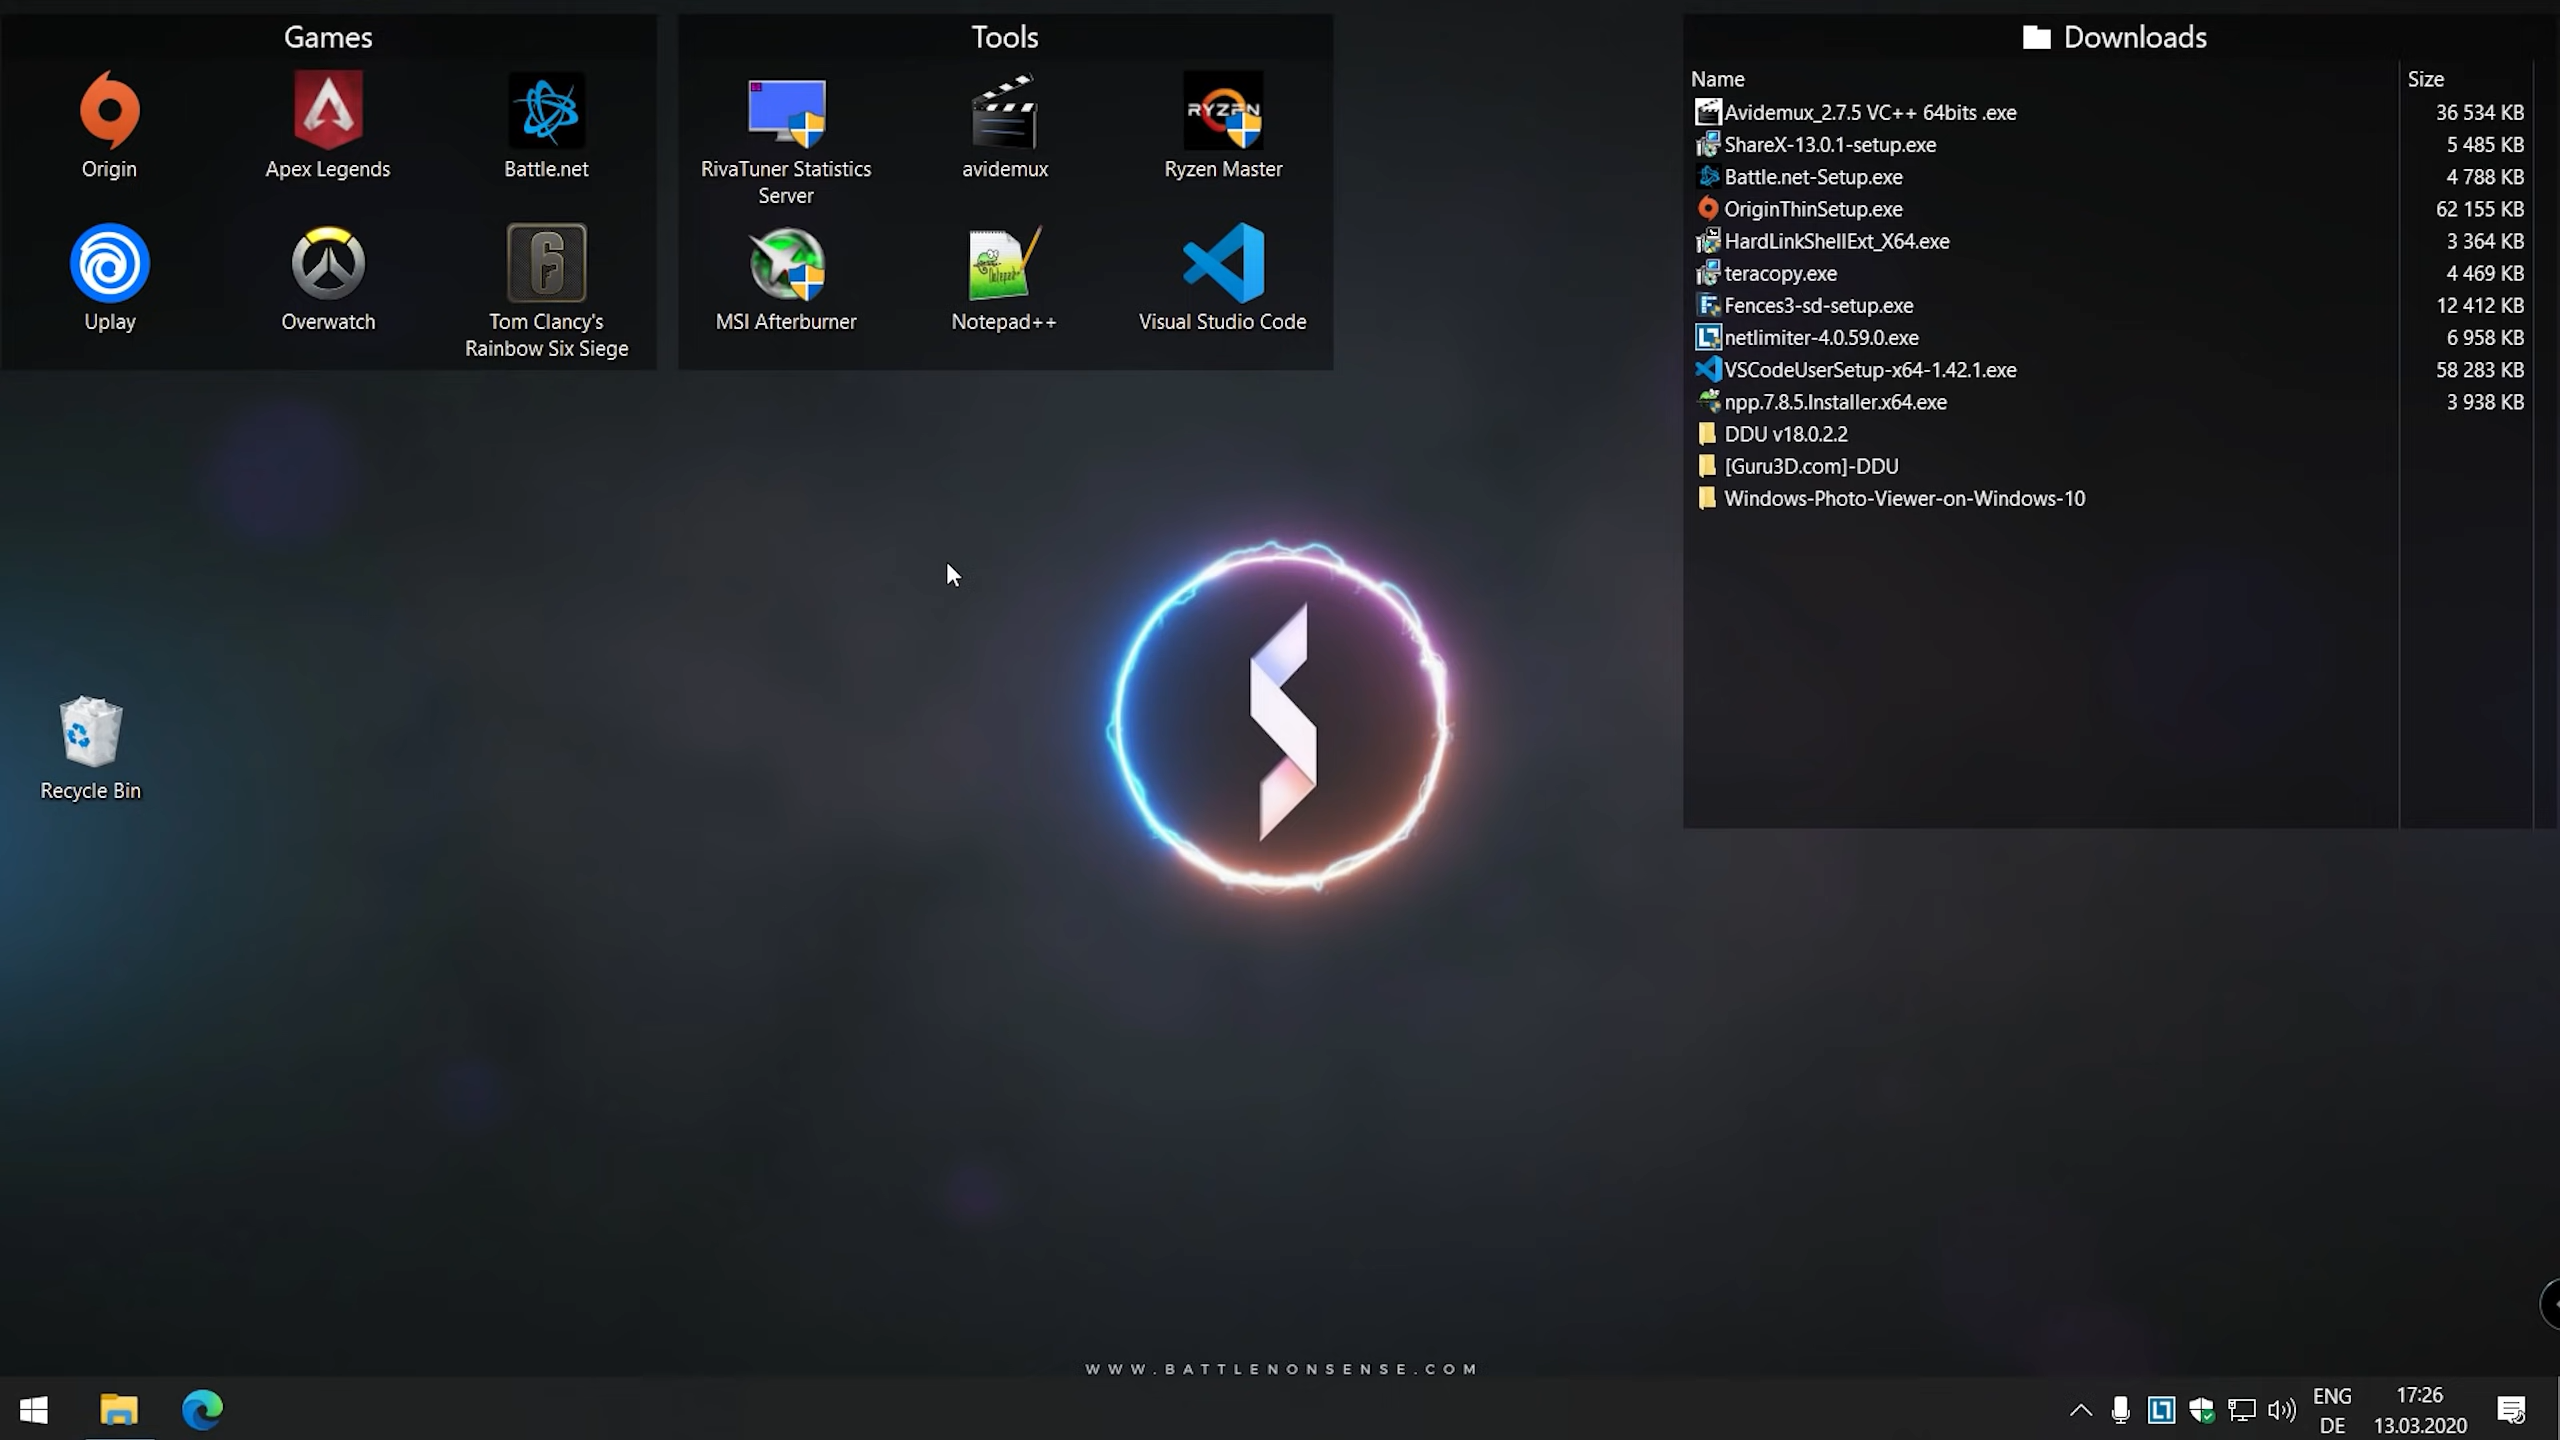 Games
Origin
Apex Legends
Battle.net
Uplay
Overwatch
Tom Clancy's
Rainbow Six Siege
Tools
RivaTuner Statistics
Server
avidemux
RYZEN
Ryzen Master
MSI Afterburner
Notepad++
Visual Studio Code
Downloads
Name Size
Avidemux_2.7.5 VC++ 64bits .exe 36 534 KB
ShareX-13.0.1-setup.exe 5 485 KB
Battle.net-Setup.exe 4 788 KB
OriginThinSetup.exe 62 155 KB
HardLinkShellExt_X64.exe 3 364 KB
teracopy.exe 4 469 KB
Fences3-sd-setup.exe 12 412 KB
netlimiter-4.0.59.0.exe 6 958 KB
VSCodeUserSetup-x64-1.42.1.exe 58 283 KB
npp.7.8.5.Installer.x64.exe 3 938 KB
DDU v18.0.2.2
[Guru3D.com]-DDU
Windows-Photo-Viewer-on-Windows-10
Recycle Bin
WWW.BATTLENONSENSE.COM
ENG
DE
17:26
13.03.2020